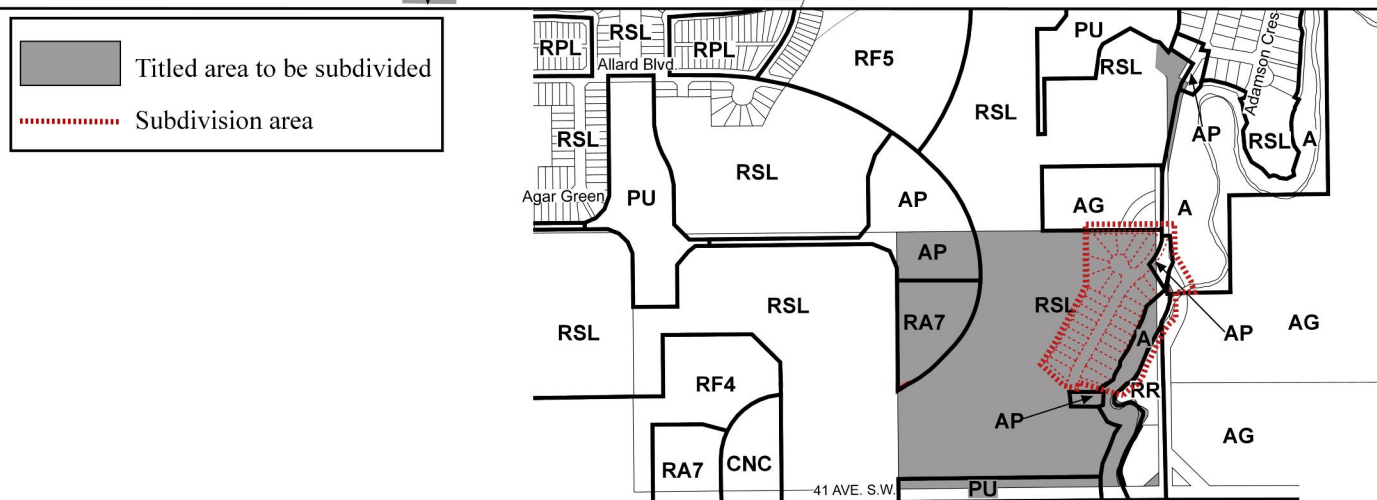 Titled area to be subdivided
Subdivision area
RPL
RSL
RPL
Allard Blvd.
RF5
PU
RSL
Adamson Cres
RSL
RSL
AP
RSL
A
RSL
Agar Green
PU
AP
AG
A
AP
RSL
RSL
RSL
RA7
A
AP
AG
RF4
RR
AP
RA7
CNC
AG
41 AVE. S.W.
PU